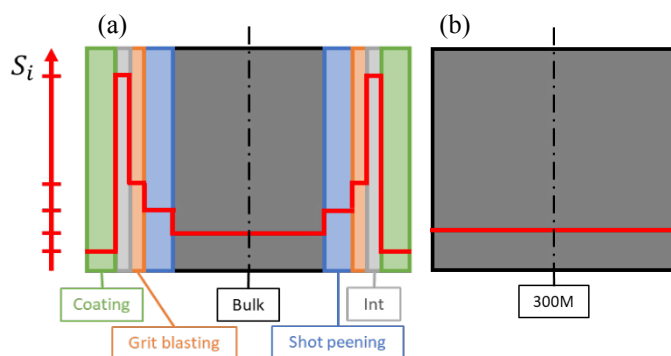 (a)
(b)
S_i
Coating
Bulk
Int
300M
Grit blasting
Shot peening